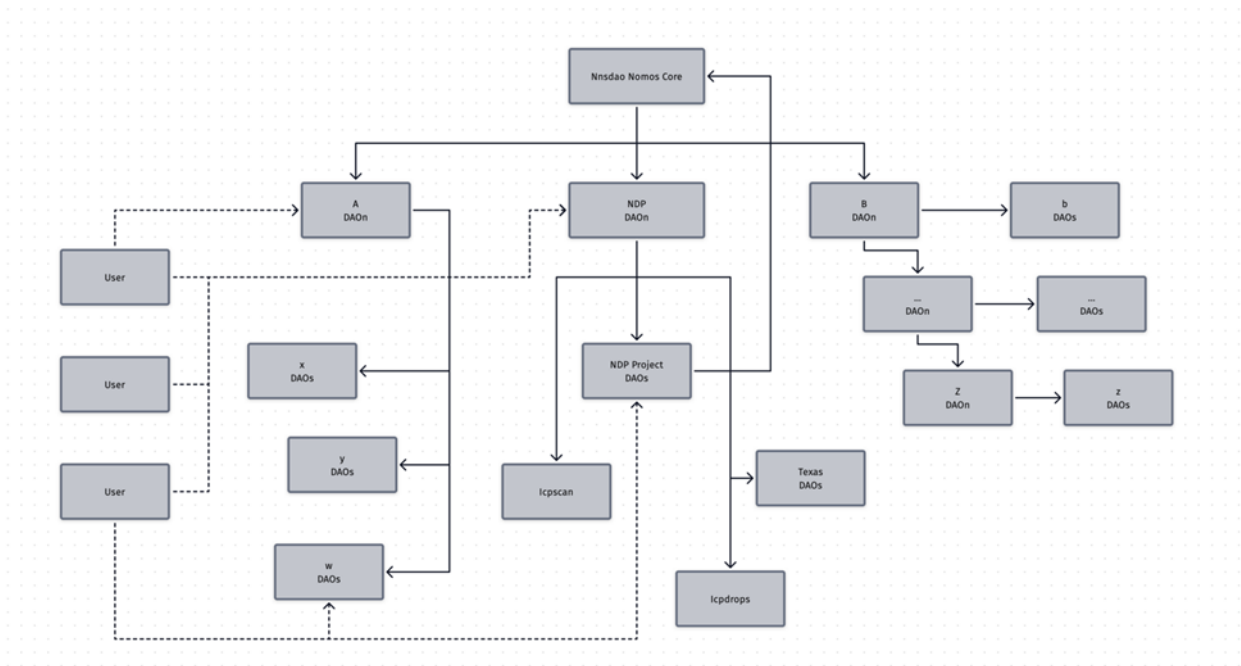 Nnsdao Nomos Core
A
DAOn
NDP
DAOn
B
DAOn
b
DAOs
User
...
DAOn
...
DAOs
User
x
DAOs
NDP Project
DAOs
Z
DAOn
z
DAOs
y
DAOs
User
Icpscan
Texas
DAOs
w
DAOs
Icpdrops